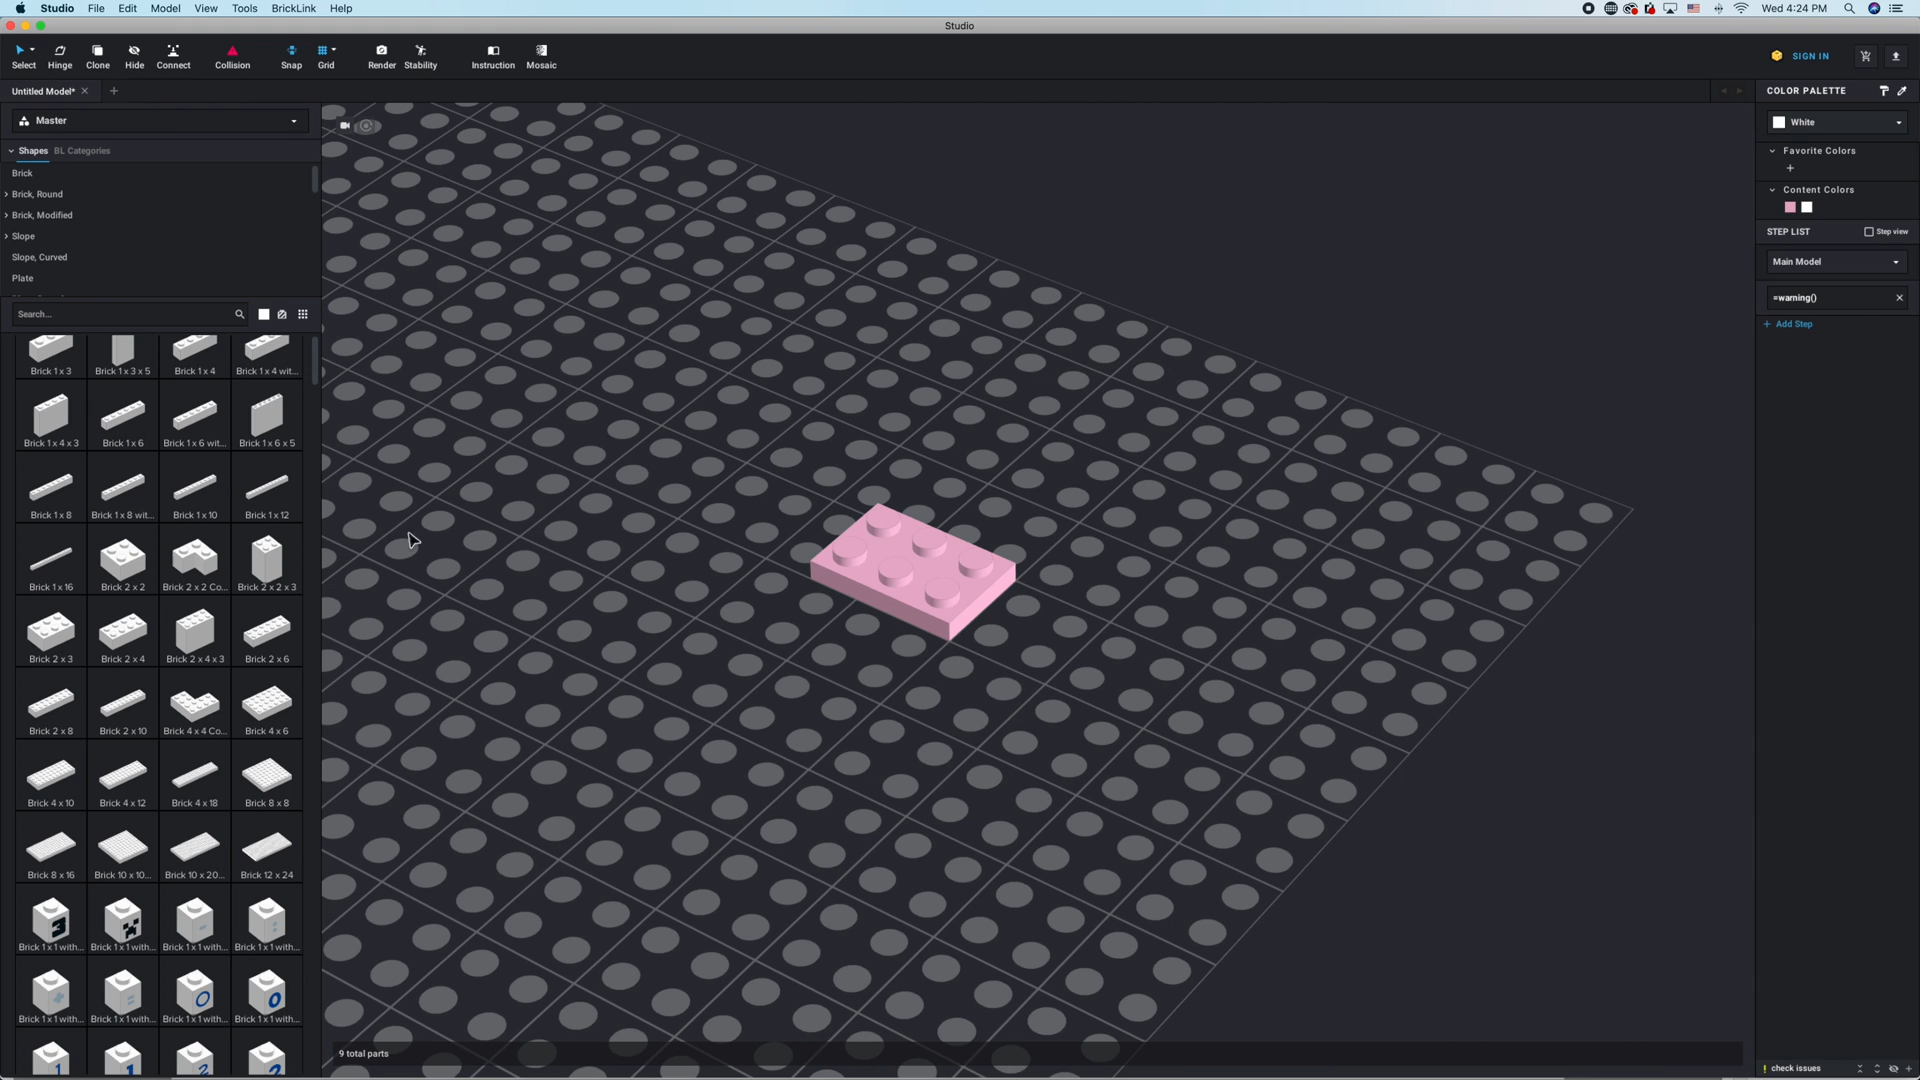 Studio File Edit Model View Tools BrickLink Help
Wed 4:24 PM
Studio
Select Hinge Clone Hide Connect Collision Snap Grid Render Stability Instruction Mosaic
SIGN IN
Untitled Model*
Master
Shapes BL Categories
Brick
Brick, Round
Brick, Modified
Slope
Slope, Curved
Plate
Search...
Brick 1 x 3 Brick 1 x 3 x 5 Brick 1 x 4 Brick 1 x 4 wit...
Brick 1 x 4 x 3 Brick 1 x 6 Brick 1 x 6 wit... Brick 1 x 6 x 5
Brick 1 x 8 Brick 1 x 8 wit... Brick 1 x 10 Brick 1 x 12
Brick 1 x 16 Brick 2 x 2 Brick 2 x 2 Co... Brick 2 x 2 x 3
Brick 2 x 3 Brick 2 x 4 Brick 2 x 4 x 3 Brick 2 x 6
Brick 2 x 8 Brick 2 x 10 Brick 4 x 4 Co... Brick 4 x 6
Brick 4 x 10 Brick 4 x 12 Brick 4 x 18 Brick 8 x 8
Brick 8 x 16 Brick 10 x 10... Brick 10 x 20... Brick 12 x 24
3
Brick 1 x 1 with... Brick 1 x 1 with... Brick 1 x 1 with... Brick 1 x 1 with...
0
Brick 1 x 1 with... Brick 1 x 1 with... Brick 1 x 1 with... Brick 1 x 1 with...
1 1 2 2
9 total parts
COLOR PALETTE
White
Favorite Colors
Content Colors
STEP LIST Step view
Main Model
=warning()
+ Add Step
check issues